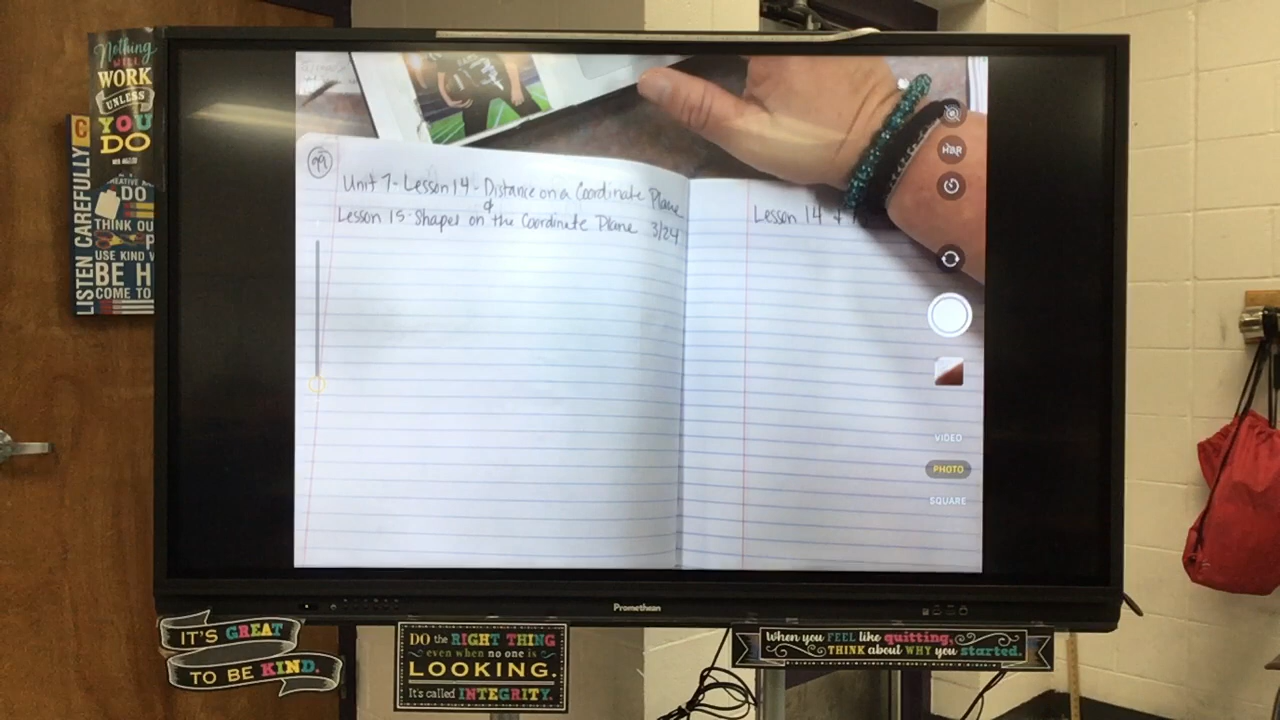 Nothing
WILL
WORK
UNLESS
YOU
DO
LISTEN CAREFULLY
C
DO
THINK OU
P
USE KIND W
BE H
COME TO
99
Unit 7 - Lesson 14 - Distance on a Coordinate Plane
&
Lesson 15 - Shapes on the Coordinate Plane 3/24
Lesson 14 +
VIDEO
PHOTO
SQUARE
Promethean
IT'S GREAT
TO BE KIND.
DO the RIGHT THING
even when no one is
LOOKING.
It's called INTEGRITY.
When you FEEL like quitting,
THINK about WHY you started.